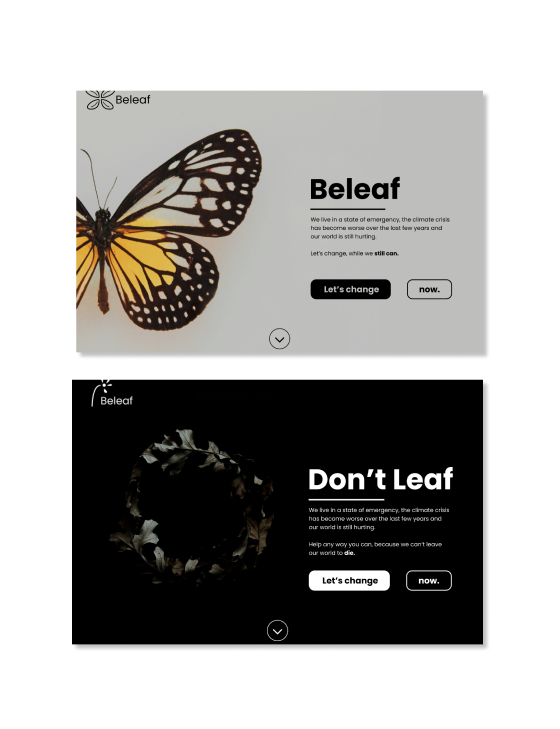 Beleaf
Beleaf
We live in a state of emergency, the climate crisis
has become worse over the last few years and
our world is still hurting.
Let's change, while we still can.
Let's change
now.
Beleaf
Don't Leaf
We live in a state of emergency, the climate crisis
has become worse over the last few years and
our world is still hurting.
Help any way you can, because we can't leave
our world to die.
Let's change
now.